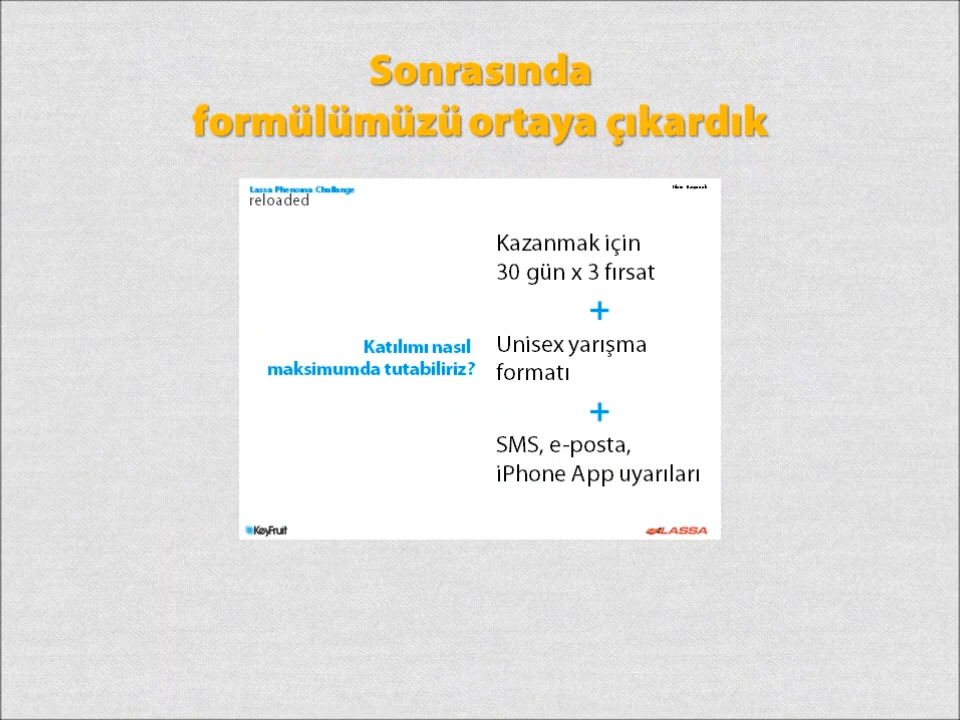 Sonrasında
formülümüzü ortaya çıkardık
Lassa Phenoma Challange
reloaded
Kazanmak için
30 gün x 3 fırsat
+
Katılımı nasıl
maksimumda tutabiliriz?
Unisex yarışma
formatı
+
SMS, e-posta,
iPhone App uyarıları
KeyFruit
LASSA